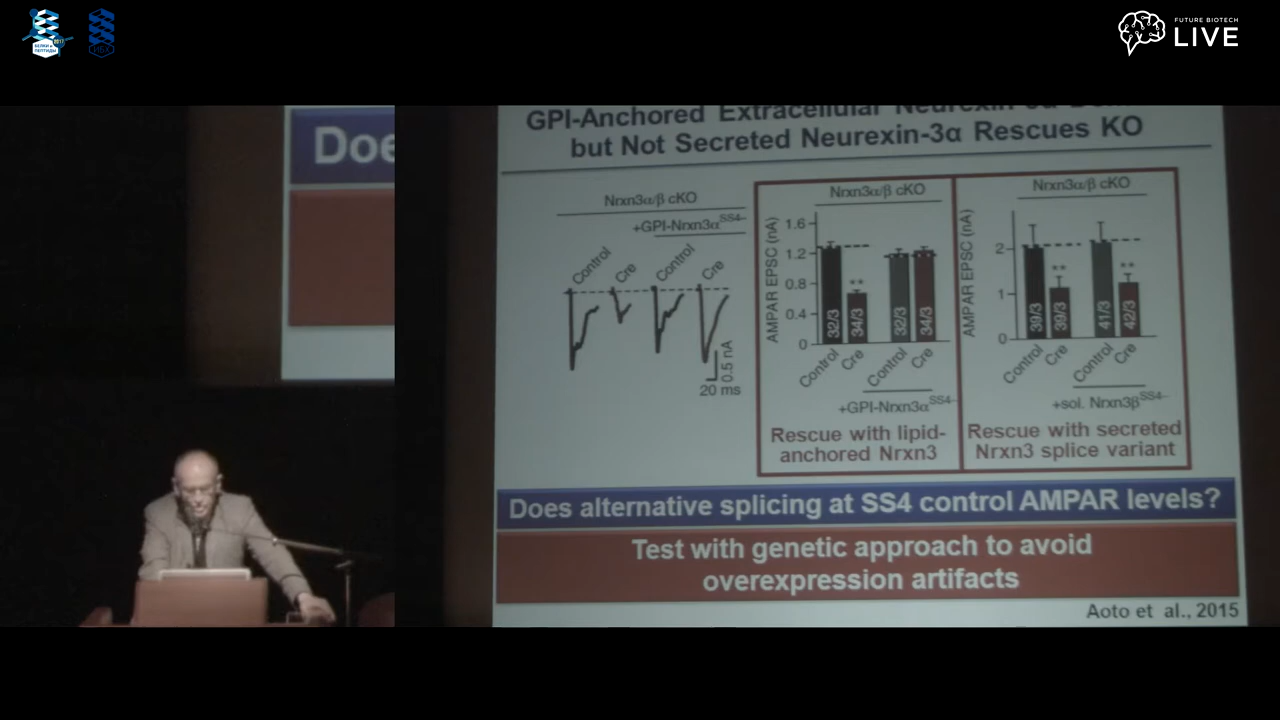 БЕЛКИ и
ПЕПТИДЫ
2017
ИБХ
FUTURE BIOTECH
LIVE
Doe
GPI-Anchored Extracellular Neurexin-3α
but Not Secreted Neurexin-3α Rescues KO
Nrxn3α/β cKO
+GPI-Nrxn3α^SS4-
Control
Cre
Control
Cre
0.5 nA
20 ms
Nrxn3α/β cKO
AMPAR EPSC (nA)
1.6
1.2
0.8
0.4
0
**
32/3
34/3
32/3
34/3
Control
Cre
Control
Cre
+GPI-Nrxn3α^SS4-
Rescue with lipid-
anchored Nrxn3
Nrxn3α/β cKO
AMPAR EPSC (nA)
2
1
0
**
**
39/3
39/3
41/3
42/3
Control
Cre
Control
Cre
+sol. Nrxn3β^SS4-
Rescue with secreted
Nrxn3 splice variant
Does alternative splicing at SS4 control AMPAR levels?
Test with genetic approach to avoid
overexpression artifacts
Aoto et al., 2015